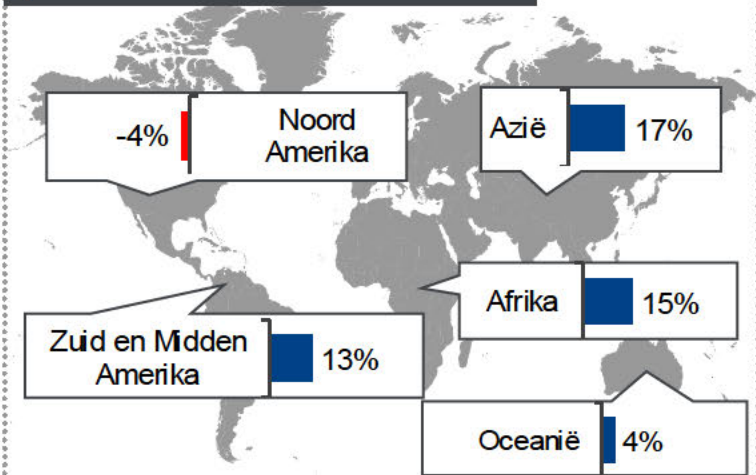 -4%
Noord
Amerika
Azië
17%
Afrika
15%
Zuid en Midden
Amerika
13%
Oceanië
4%